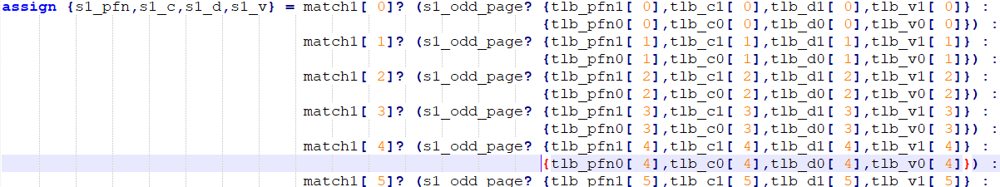 assign {s1_pfn,s1_c,s1_d,s1_v} = match1[ 0]? (s1_odd_page? {tlb_pfn1[ 0],tlb_c1[ 0],tlb_d1[ 0],tlb_v1[ 0]} :
{tlb_pfn0[ 0],tlb_c0[ 0],tlb_d0[ 0],tlb_v0[ 0]}) :
match1[ 1]? (s1_odd_page? {tlb_pfn1[ 1],tlb_c1[ 1],tlb_d1[ 1],tlb_v1[ 1]} :
{tlb_pfn0[ 1],tlb_c0[ 1],tlb_d0[ 1],tlb_v0[ 1]}) :
match1[ 2]? (s1_odd_page? {tlb_pfn1[ 2],tlb_c1[ 2],tlb_d1[ 2],tlb_v1[ 2]} :
{tlb_pfn0[ 2],tlb_c0[ 2],tlb_d0[ 2],tlb_v0[ 2]}) :
match1[ 3]? (s1_odd_page? {tlb_pfn1[ 3],tlb_c1[ 3],tlb_d1[ 3],tlb_v1[ 3]} :
{tlb_pfn0[ 3],tlb_c0[ 3],tlb_d0[ 3],tlb_v0[ 3]}) :
match1[ 4]? (s1_odd_page? {tlb_pfn1[ 4],tlb_c1[ 4],tlb_d1[ 4],tlb_v1[ 4]} :
{tlb_pfn0[ 4],tlb_c0[ 4],tlb_d0[ 4],tlb_v0[ 4]}) :
match1[ 5]? (s1_odd_page? {tlb_pfn1[ 5],tlb_c1[ 5],tlb_d1[ 5],tlb_v1[ 5]} :